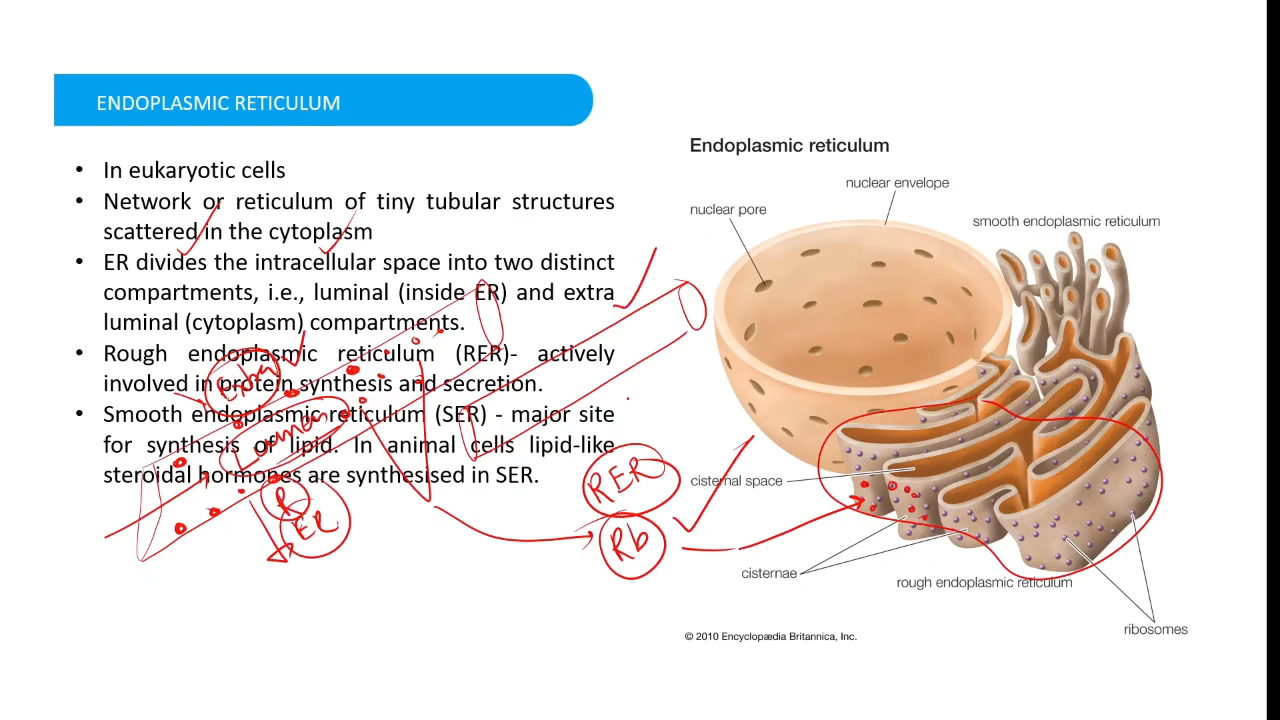 ENDOPLASMIC RETICULUM
• In eukaryotic cells
• Network or reticulum of tiny tubular structures
scattered in the cytoplasm
• ER divides the intracellular space into two distinct
compartments, i.e., luminal (inside ER) and extra
luminal (cytoplasm) compartments.
• Rough endoplasmic reticulum (RER)- actively
involved in protein synthesis and secretion.
• Smooth endoplasmic reticulum (SER) - major site
for synthesis of lipid. In animal cells lipid-like
steroidal hormones are synthesised in SER.
Extra
Lumen
R
ER
RER
Rb
Endoplasmic reticulum
nuclear envelope
nuclear pore
smooth endoplasmic reticulum
cisternal space
cisternae
rough endoplasmic reticulum
ribosomes
© 2010 Encyclopædia Britannica, Inc.